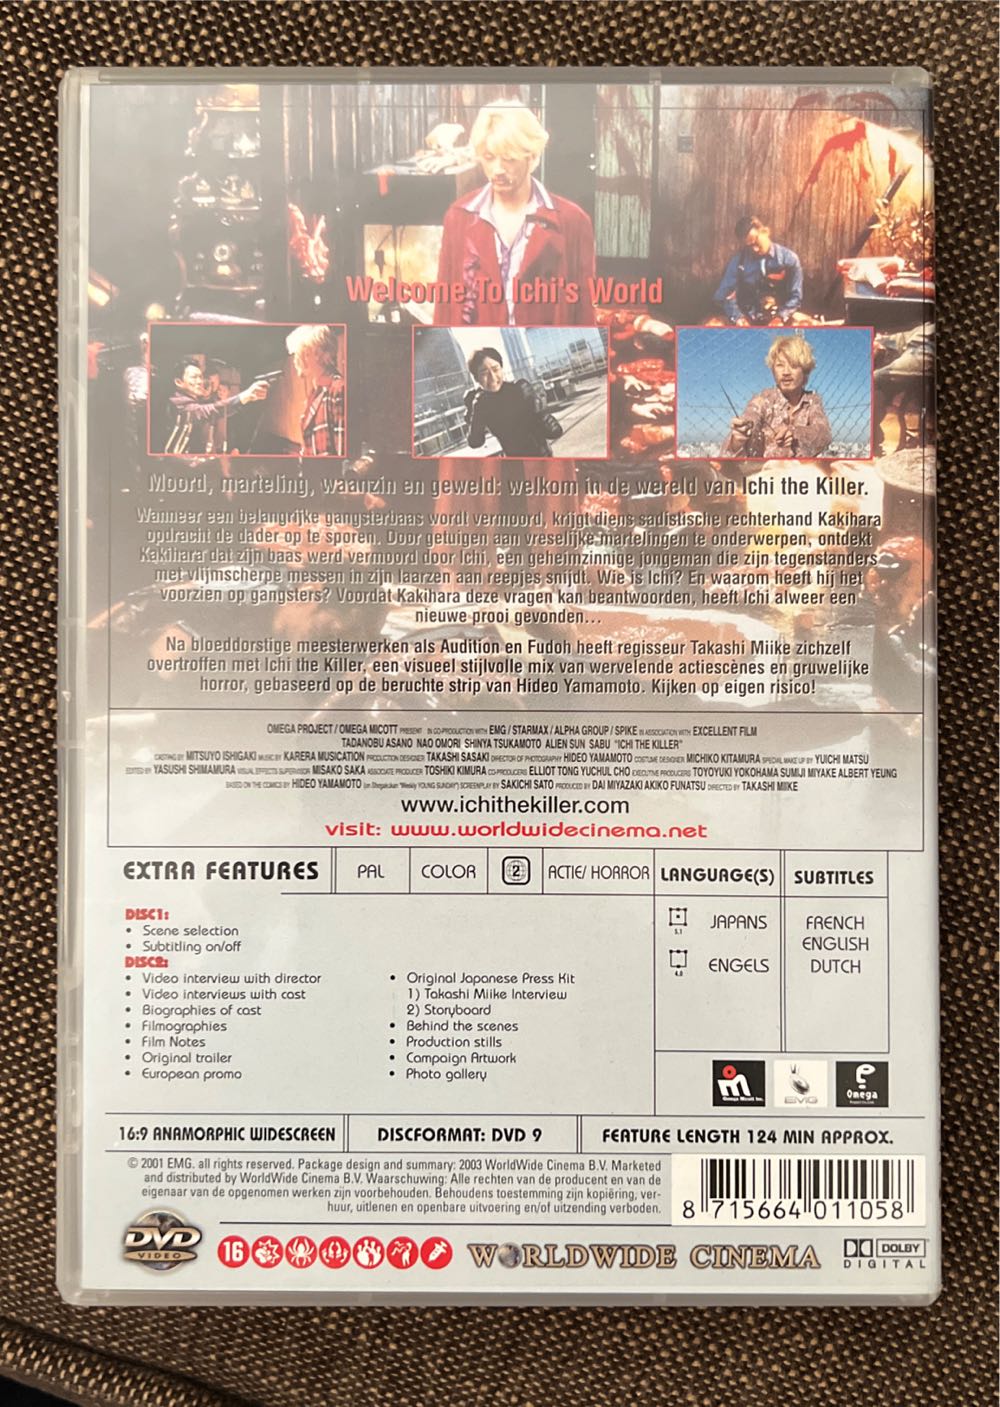 Welcome To Ichi's World
Moord, marteling, waanzin en geweld: welkom in de wereld van Ichi the Killer.
Wanneer een belangrijke gangsterbaas wordt vermoord, krijgt diens sadistische rechterhand Kakihara
opdracht de dader op te sporen. Door getuigen aan vreselijke martelingen te onderwerpen, ontdekt
Kakihara dat zijn baas werd vermoord door Ichi, een geheimzinnige jongeman die zijn tegenstanders
met vlijmscherpe messen in zijn laarzen aan reepjes snijdt. Wie is Ichi? En waarom heeft hij het
voorzien op gangsters? Voordat Kakihara deze vragen kan beantwoorden, heeft Ichi alweer een
nieuwe prooi gevonden...
Na bloeddorstige meesterwerken als Audition en Fudoh heeft regisseur Takashi Miike zichzelf
overtroffen met Ichi the Killer, een visueel stijlvolle mix van wervelende actiescènes en gruwelijke
horror, gebaseerd op de beruchte strip van Hideo Yamamoto. Kijken op eigen risico!
OMEGA PROJECT / OMEGA MICOTT PRESENT IN CO-PRODUCTION WITH EMG / STARMAX / ALPHA GROUP / SPIKE IN ASSOCIATION WITH EXCELLENT FILM
TADANOBU ASANO NAO OMORI SHINYA TSUKAMOTO ALIEN SUN SABU "ICHI THE KILLER"
CASTING BY MITSUYO ISHIGAKI MUSIC BY KARERA MUSICATION PRODUCTION DESIGNER TAKASHI SASAKI DIRECTOR OF PHOTOGRAPHY HIDEO YAMAMOTO COSTUME DESIGNER MICHIKO KITAMURA SPECIAL MAKE UP BY YUICHI MATSU
EDITED BY YASUSHI SHIMAMURA VISUAL EFFECTS SUPERVISOR MISAKO SAKA ASSOCIATE PRODUCER TOSHIKI KIMURA CO-PRODUCERS ELLIOT TONG YUCHUL CHO EXECUTIVE PRODUCERS TOYOYUKI YOKOHAMA SUMIJI MIYAKE ALBERT YEUNG
BASED ON THE COMICS BY HIDEO YAMAMOTO (on Shogakukan "Weekly YOUNG SUNDAY") SCREENPLAY BY SAKICHI SATO PRODUCED BY DAI MIYAZAKI AKIKO FUNATSU DIRECTED BY TAKASHI MIIKE
www.ichithekiller.com
visit: www.worldwidecinema.net
EXTRA FEATURES PAL COLOR 2 ACTIE/ HORROR LANGUAGE(S) SUBTITLES
DISC1:
• Scene selection
• Subtitling on/off
DISC2:
• Video interview with director
• Video interviews with cast
• Biographies of cast
• Filmographies
• Film Notes
• Original trailer
• European promo
• Original Japanese Press Kit
1) Takashi Miike Interview
2) Storyboard
• Behind the scenes
• Production stills
• Campaign Artwork
• Photo gallery
5.1 JAPANS
4.0 ENGELS
FRENCH
ENGLISH
DUTCH
Omega Micott Inc.
EMG
Omega
16:9 ANAMORPHIC WIDESCREEN DISCFORMAT: DVD 9 FEATURE LENGTH 124 MIN APPROX.
© 2001 EMG. all rights reserved. Package design and summary: 2003 WorldWide Cinema B.V. Marketed
and distributed by WorldWide Cinema B.V. Waarschuwing: Alle rechten van de producent en van de
eigenaar van de opgenomen werken zijn voorbehouden. Behoudens toestemming zijn kopiëring, ver-
huur, uitlenen en openbare uitvoering en/of uitzending verboden.
8 715664 011058
DVD
VIDEO
16
WORLDWIDE CINEMA
DOLBY
DIGITAL